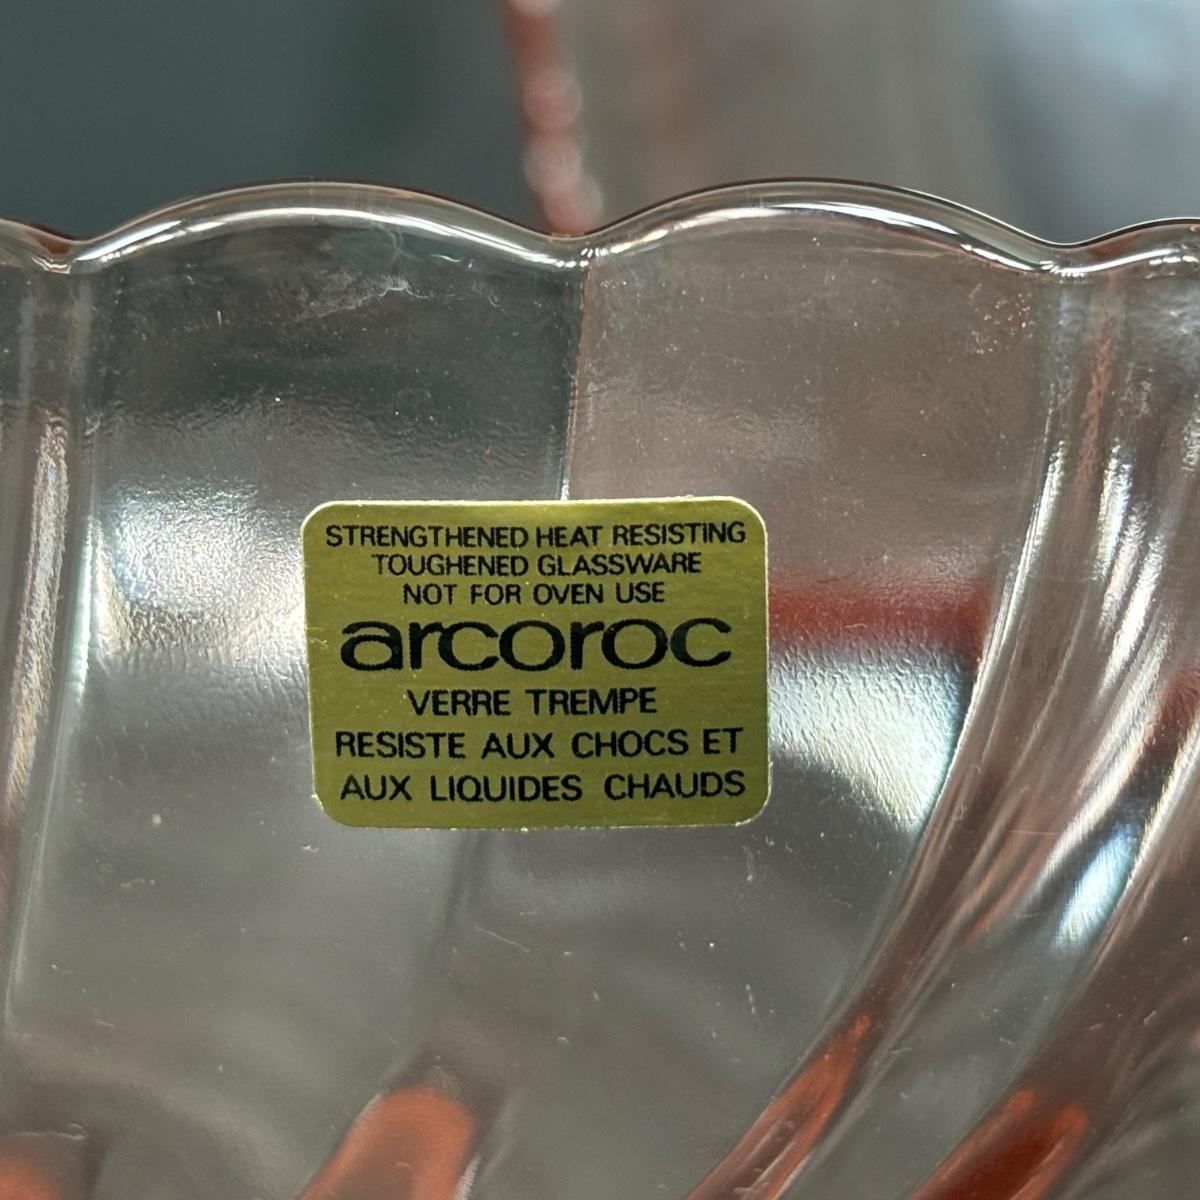 STRENGTHENED HEAT RESISTING
TOUGHENED GLASSWARE
NOT FOR OVEN USE
arcoroc
VERRE TREMPE
RESISTE AUX CHOCS ET
AUX LIQUIDES CHAUDS